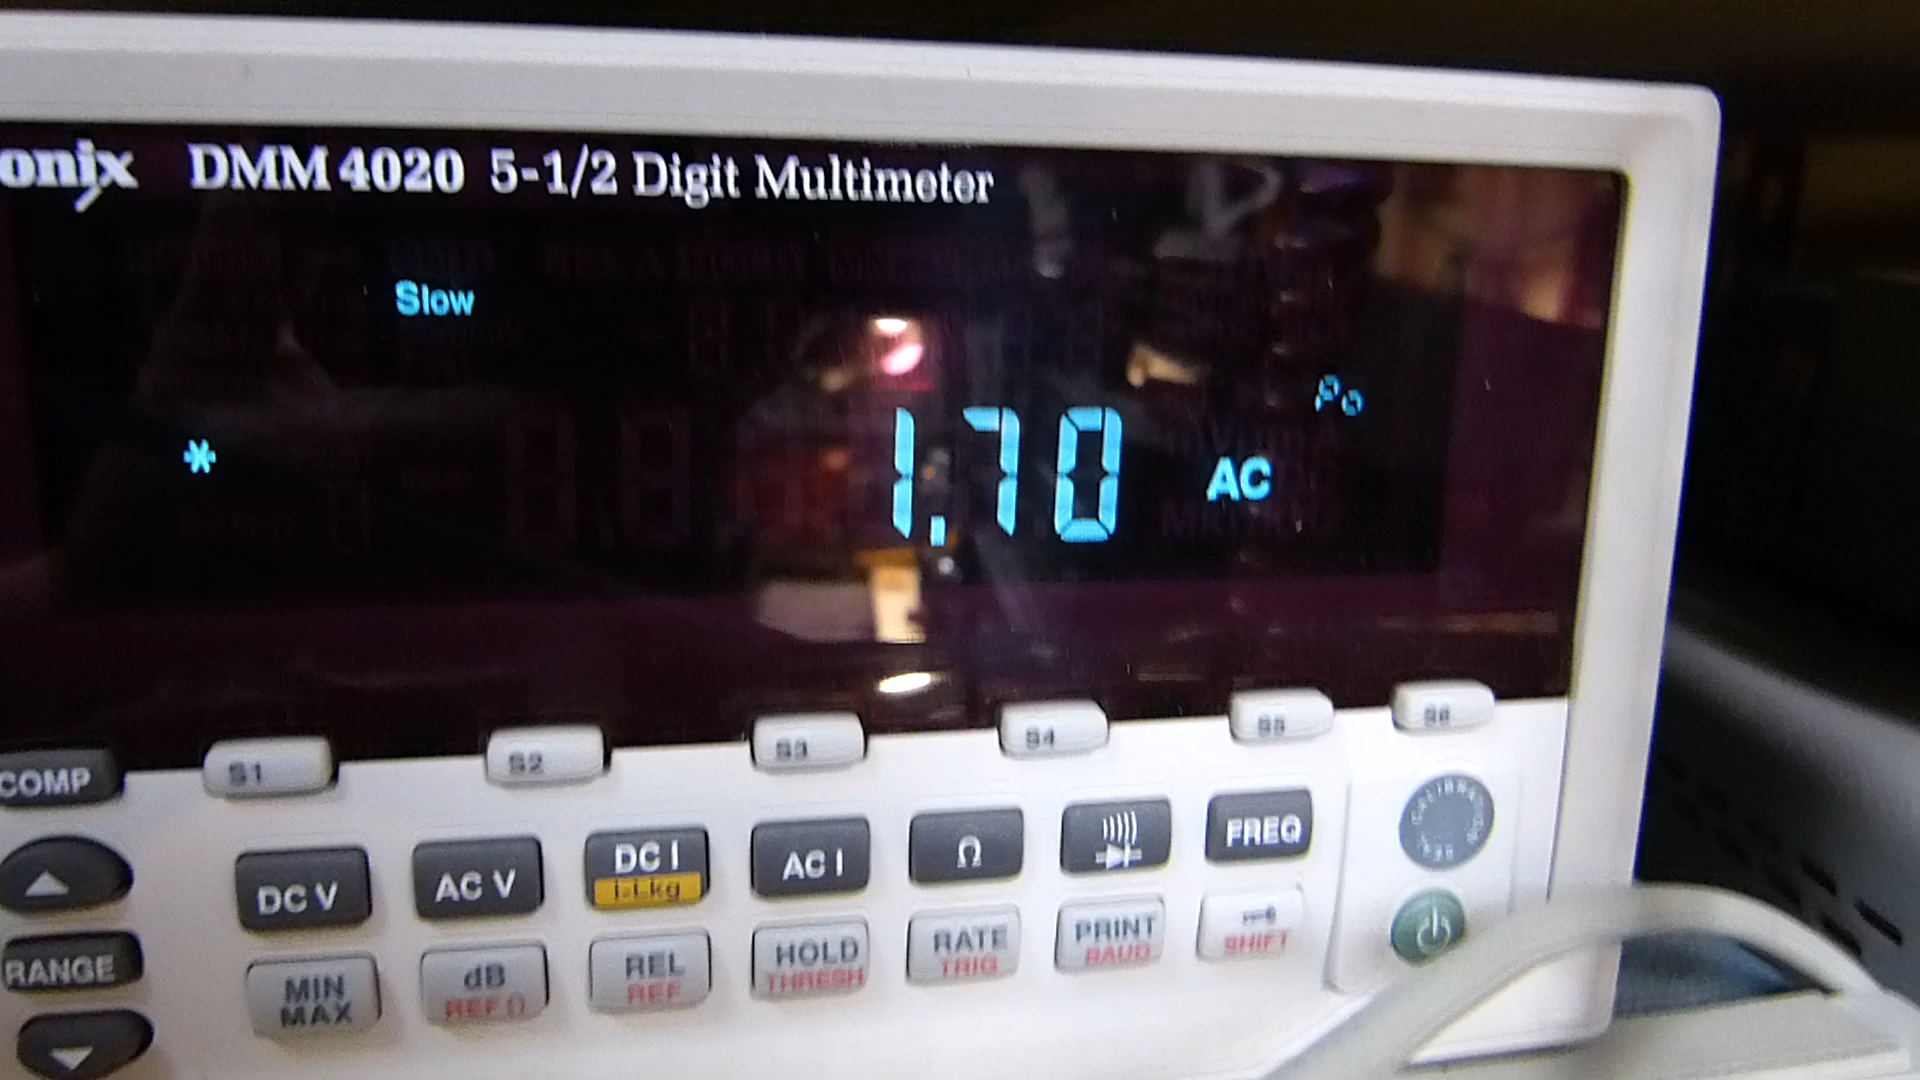 onix DMM 4020 5-1/2 Digit Multimeter
Slow
* 1.70 AC
S1 S2 S3 S4 S5 S6
COMP
DC V AC V DC I AC I Ω FREQ
i-Lkg
RANGE
MIN MAX
dB REF()
REL REF
HOLD THRESH
RATE TRIG
PRINT BAUD
SHIFT